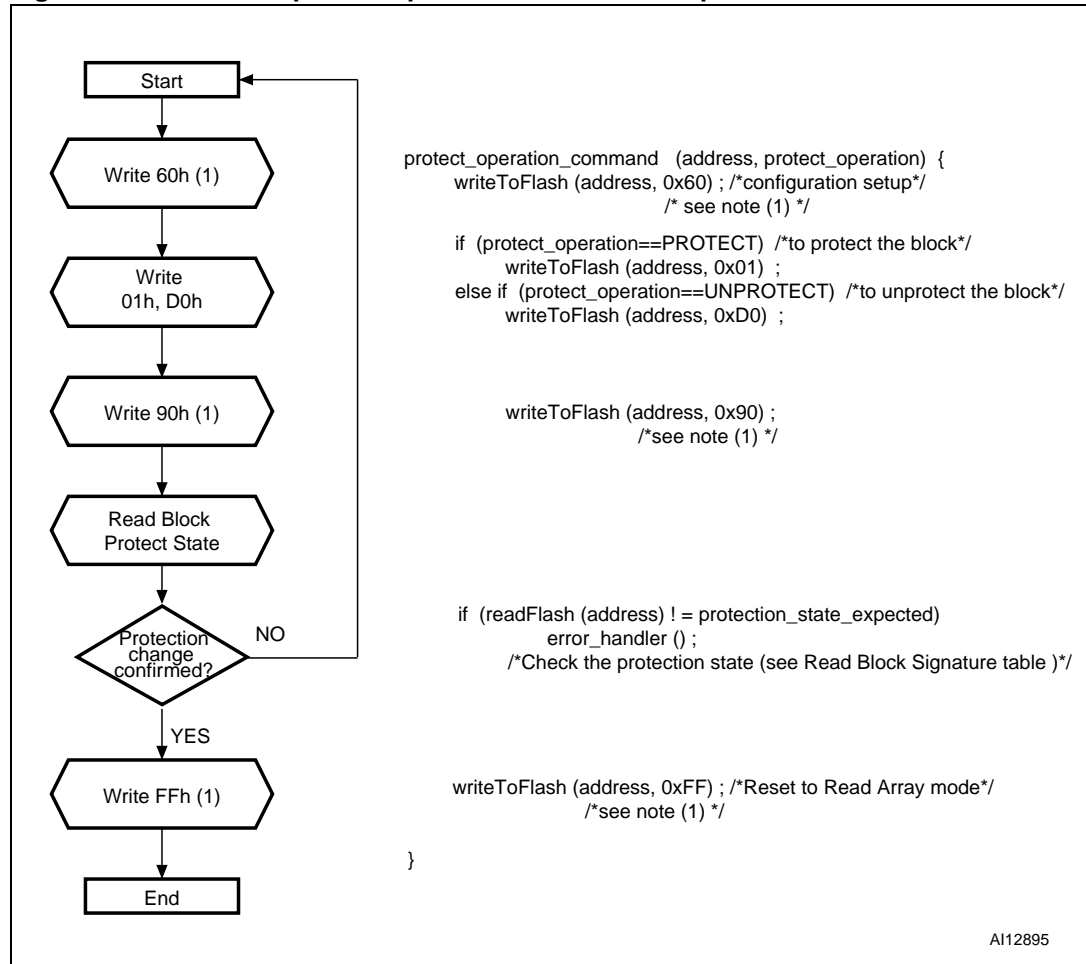 Start
Write 60h (1)
Write
01h, D0h
Write 90h (1)
Read Block
Protect State
Protection
change
confirmed?
NO
YES
Write FFh (1)
End
protect_operation_command (address, protect_operation) {
writeToFlash (address, 0x60) ; /*configuration setup*/
/* see note (1) */
if (protect_operation==PROTECT) /*to protect the block*/
writeToFlash (address, 0x01) ;
else if (protect_operation==UNPROTECT) /*to unprotect the block*/
writeToFlash (address, 0xD0) ;
writeToFlash (address, 0x90) ;
/*see note (1) */
if (readFlash (address) ! = protection_state_expected)
error_handler () ;
/*Check the protection state (see Read Block Signature table )*/
writeToFlash (address, 0xFF) ; /*Reset to Read Array mode*/
/*see note (1) */
}
AI12895